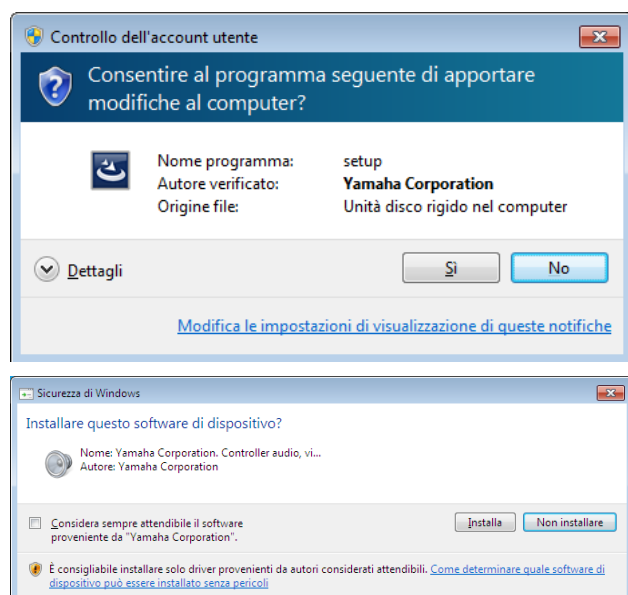 Controllo dell'account utente
Consentire al programma seguente di apportare
modifiche al computer?
Nome programma: setup
Autore verificato: Yamaha Corporation
Origine file: Unità disco rigido nel computer
Dettagli
Sì
No
Modifica le impostazioni di visualizzazione di queste notifiche
Sicurezza di Windows
Installare questo software di dispositivo?
Nome: Yamaha Corporation. Controller audio, vi...
Autore: Yamaha Corporation
Considera sempre attendibile il software
proveniente da "Yamaha Corporation".
Installa
Non installare
È consigliabile installare solo driver provenienti da autori considerati attendibili. Come determinare quale software di
dispositivo può essere installato senza pericoli